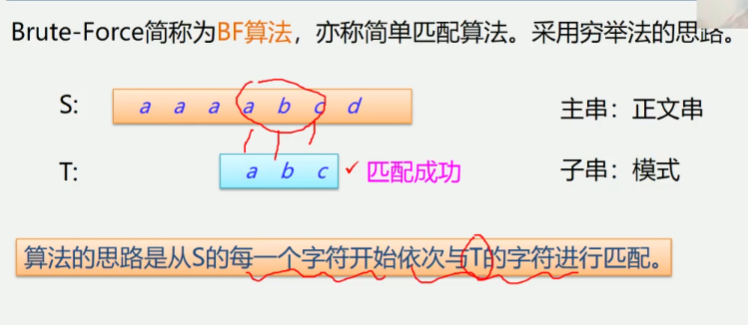 Brute-Force简称为BF算法，亦称简单匹配算法。采用穷举法的思路。
S: a a a a b c d 主串：正文串
T: a b c ✓ 匹配成功 子串：模式
算法的思路是从S的每一个字符开始依次与T的字符进行匹配。